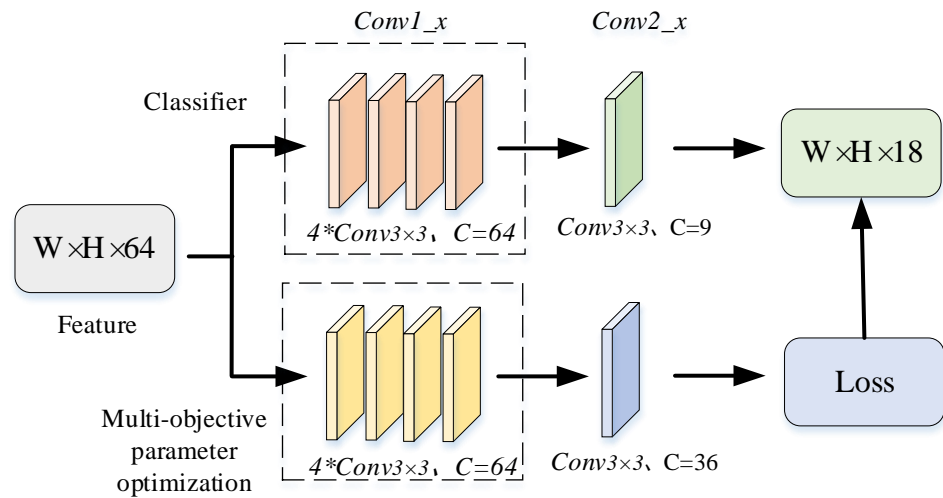 Conv1_x
Conv2_x
Classifier
4*Conv3×3、C=64
Conv3×3、C=9
W×H×18
W×H×64
Feature
Multi-objective
parameter
optimization
4*Conv3×3、C=64
Conv3×3、C=36
Loss